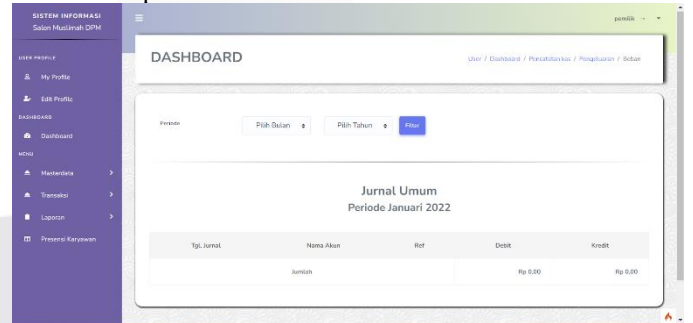 SISTEM INFORMASI
Salon Muslimah DPM
pemilik
USER PROFILE
My Profile
Edit Profile
DASHBOARD
Dashboard
MENU
Masterdata
Transaksi
Laporan
Presensi Karyawan
DASHBOARD
User / Dashboard / Pencatatan kas / Pengeluaran / Beban
Periode
Pilih Bulan
Pilih Tahun
Filter
Jurnal Umum
Periode Januari 2022
Tgl. Jurnal Nama Akun Ref Debit Kredit
Jumlah Rp 0,00 Rp 0,00